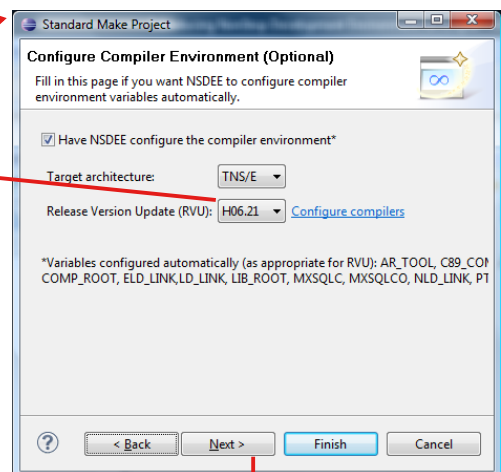 Standard Make Project
Configure Compiler Environment (Optional)
Fill in this page if you want NSDEE to configure compiler
environment variables automatically.
Have NSDEE configure the compiler environment*
Target architecture: TNS/E
Release Version Update (RVU): H06.21 Configure compilers
*Variables configured automatically (as appropriate for RVU): AR_TOOL, C89_COM
COMP_ROOT, ELD_LINK,LD_LINK, LIB_ROOT, MXSQLC, MXSQLCO, NLD_LINK, PT
< Back Next > Finish Cancel